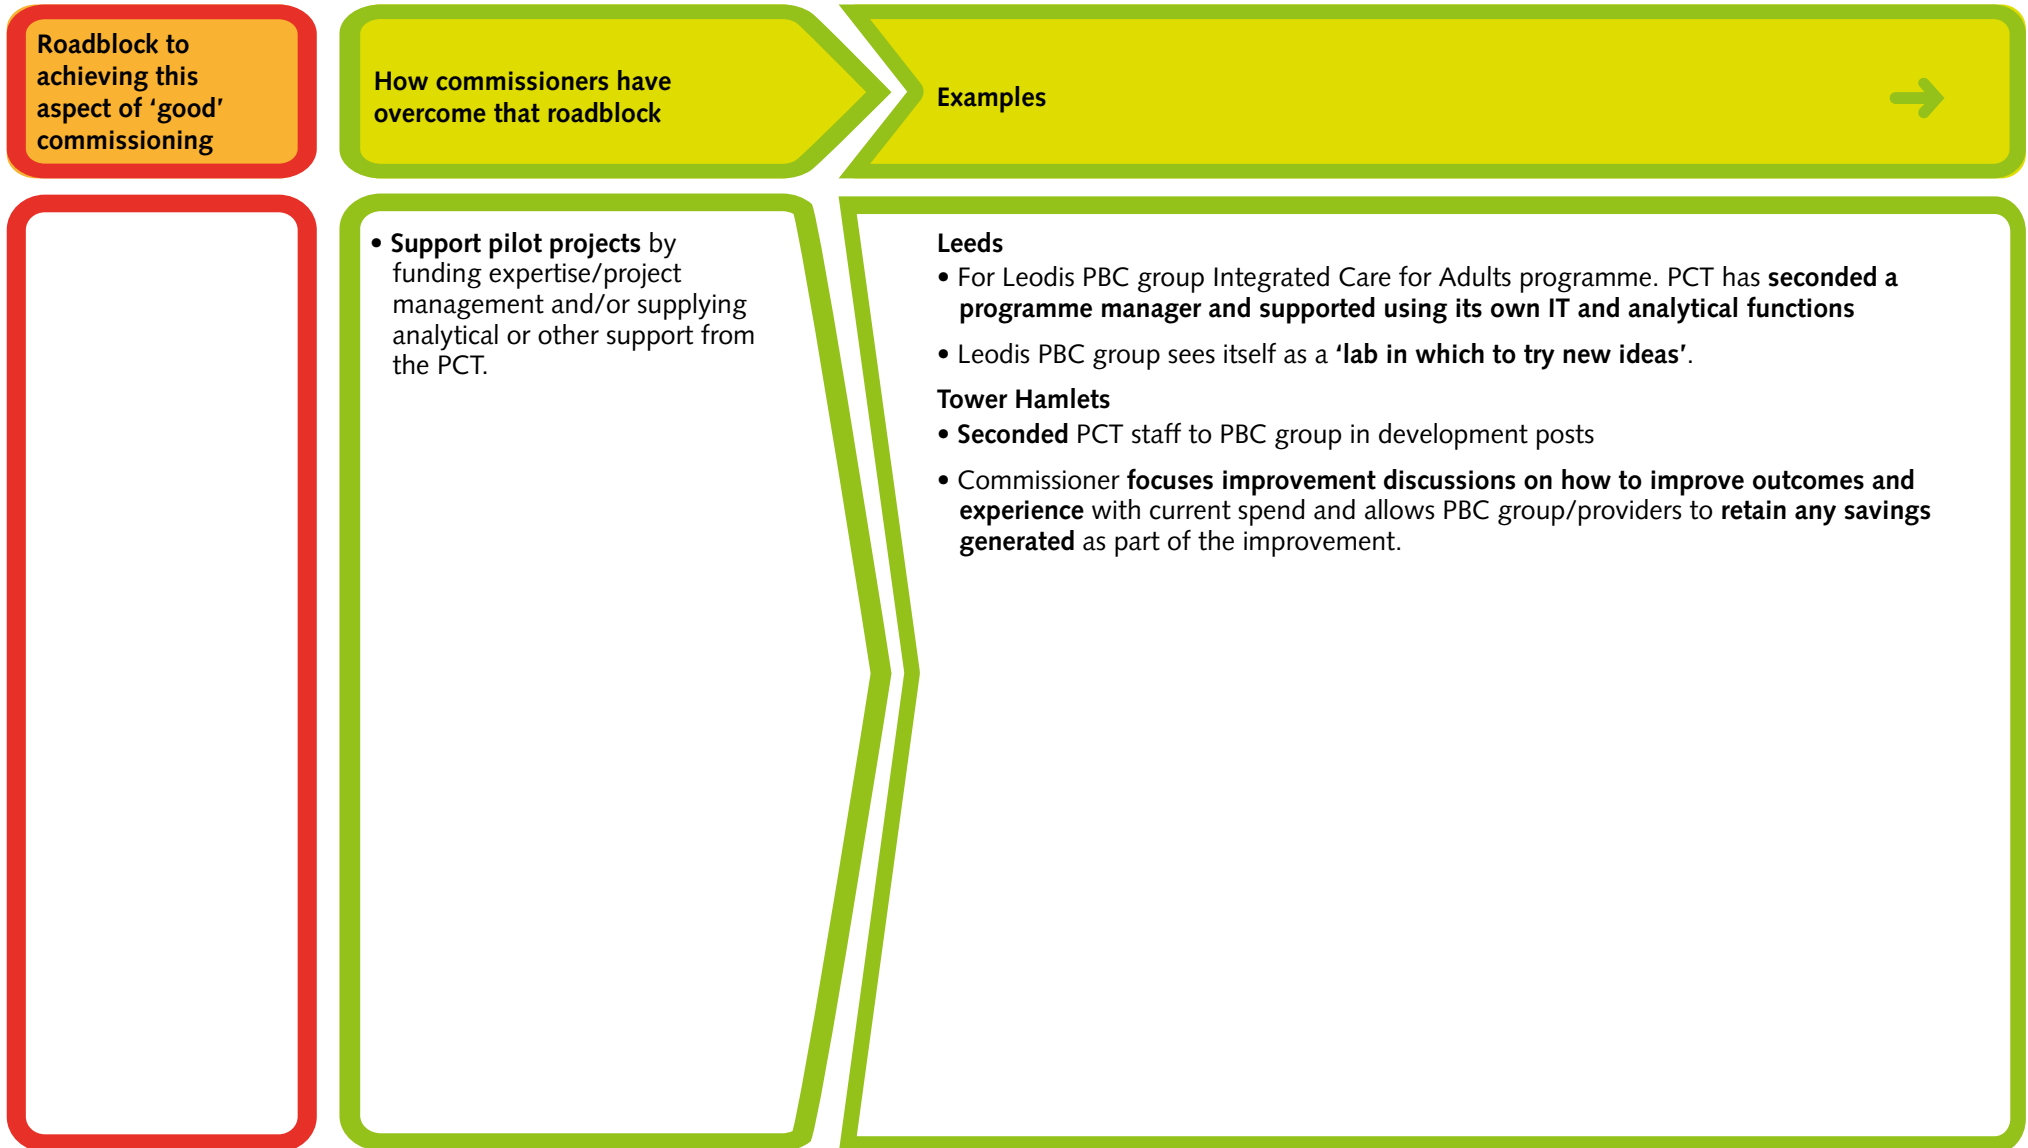 Roadblock to
achieving this
aspect of ‘good’
commissioning
How commissioners have
overcome that roadblock
Examples
• Support pilot projects by
funding expertise/project
management and/or supplying
analytical or other support from
the PCT.
Leeds
• For Leodis PBC group Integrated Care for Adults programme. PCT has seconded a
programme manager and supported using its own IT and analytical functions
• Leodis PBC group sees itself as a ‘lab in which to try new ideas’.
Tower Hamlets
• Seconded PCT staff to PBC group in development posts
• Commissioner focuses improvement discussions on how to improve outcomes and
experience with current spend and allows PBC group/providers to retain any savings
generated as part of the improvement.